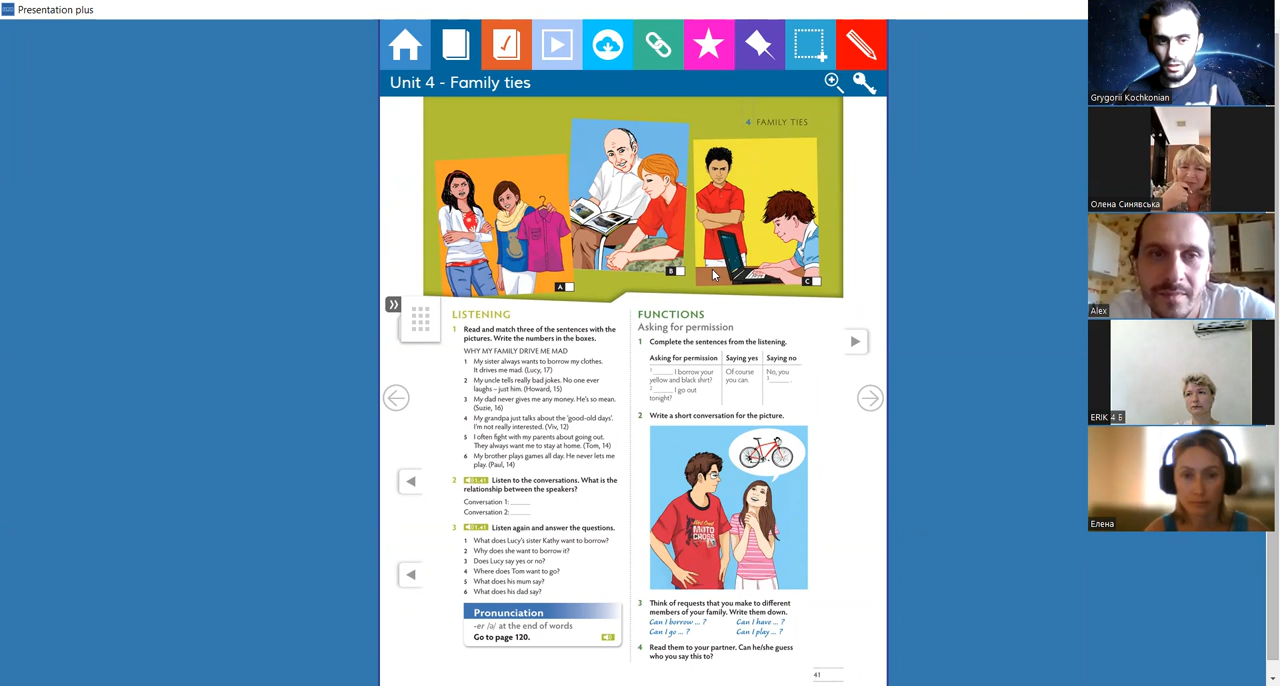 Presentation plus
Unit 4 - Family ties
4 FAMILY TIES
A
B
C
LISTENING
1 Read and match three of the sentences with the
pictures. Write the numbers in the boxes.
WHY MY FAMILY DRIVE ME MAD
1 My sister always wants to borrow my clothes.
It drives me mad. (Lucy, 17)
2 My uncle tells really bad jokes. No one ever
laughs – just him. (Howard, 15)
3 My dad never gives me any money. He's so mean.
(Suzie, 16)
4 My grandpa just talks about the 'good-old days'.
I'm not really interested. (Viv, 12)
5 I often fight with my parents about going out.
They always want me to stay at home. (Tom, 14)
6 My brother plays games all day. He never lets me
play. (Paul, 14)
2 Listen to the conversations. What is the
relationship between the speakers?
Conversation 1: ______
Conversation 2: ______
3 Listen again and answer the questions.
1 What does Lucy's sister Kathy want to borrow?
2 Why does she want to borrow it?
3 Does Lucy say yes or no?
4 Where does Tom want to go?
5 What does his mum say?
6 What does his dad say?
Pronunciation
-er /ə/ at the end of words
Go to page 120.
FUNCTIONS
Asking for permission
1 Complete the sentences from the listening.
Asking for permission Saying yes Saying no
1 ______ I borrow your Of course No, you
yellow and black shirt? you can. 3 ______ .
2 ______ I go out
tonight?
2 Write a short conversation for the picture.
MOTO
CROSS
3 Think of requests that you make to different
members of your family. Write them down.
Can I borrow ... ? Can I have ... ?
Can I go ... ? Can I play ... ?
4 Read them to your partner. Can he/she guess
who you say this to?
41
Grygorii Kochkonian
Олена Синявська
Alex
ERIK 4 Б
Елена